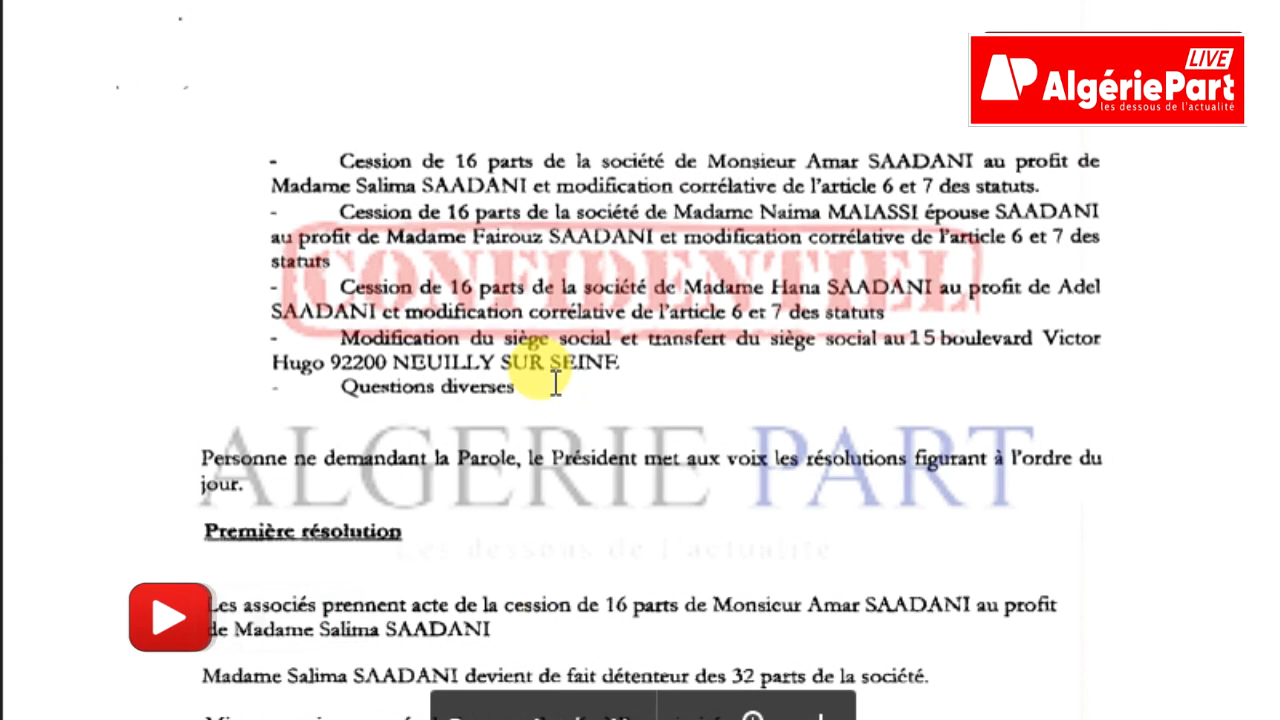 LIVE
AlgériePart
les dessous de l'actualité
- Cession de 16 parts de la société de Monsieur Amar SAADANI au profit de
Madame Salima SAADANI et modification corrélative de l'article 6 et 7 des statuts.
- Cession de 16 parts de la société de Madame Naima MAIASSI épouse SAADANI
au profit de Madame Fairouz SAADANI et modification corrélative de l'article 6 et 7 des
statuts
CONFIDENTIEL
- Cession de 16 parts de la société de Madame Hana SAADANI au profit de Adel
SAADANI et modification corrélative de l'article 6 et 7 des statuts
- Modification du siège social et transfert du siège social au 15 boulevard Victor
Hugo 92200 NEUILLY SUR SEINE
- Questions diverses
ALGERIE PART
Personne ne demandant la Parole, le Président met aux voix les résolutions figurant à l'ordre du
jour.
Première résolution
Les dessous de l'actualité
Les associés prennent acte de la cession de 16 parts de Monsieur Amar SAADANI au profit
de Madame Salima SAADANI
Madame Salima SAADANI devient de fait détenteur des 32 parts de la société.